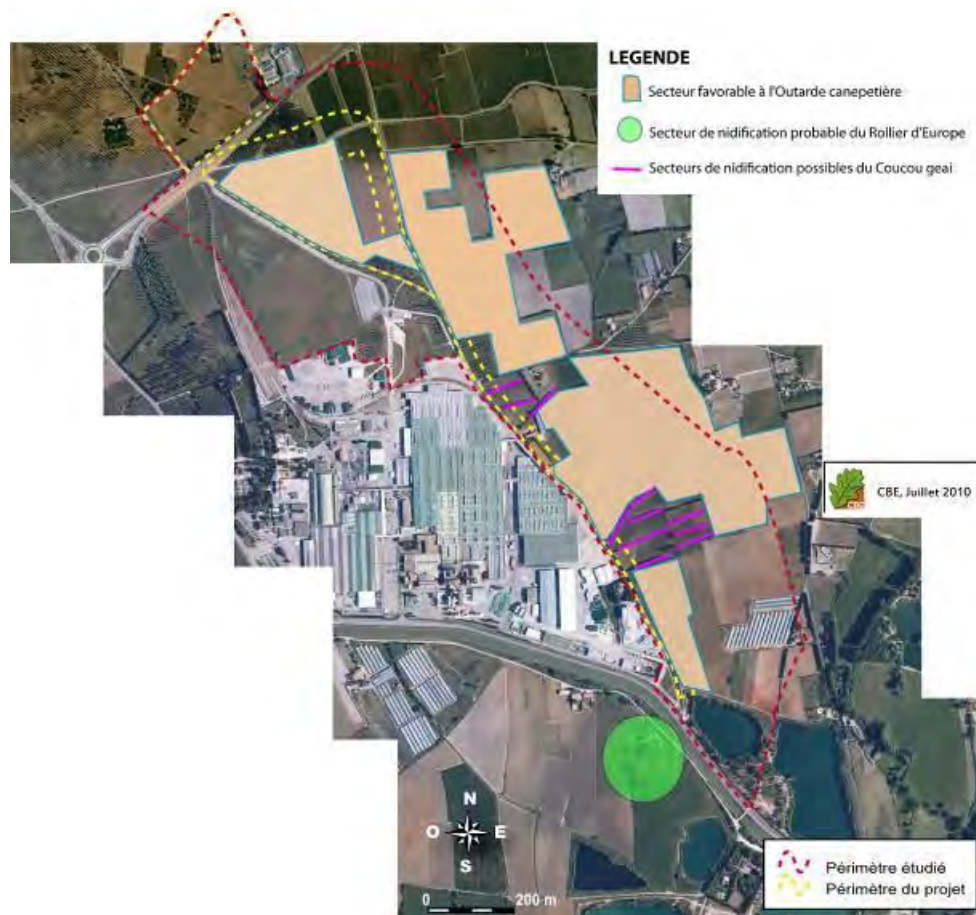 LEGENDE
Secteur favorable à l'Outarde canepetière
Secteur de nidification probable du Rollier d'Europe
Secteurs de nidification possibles du Coucou geai
CBE, Juillet 2010
N
O E
S
0 200 m
Périmètre étudié
Périmètre du projet